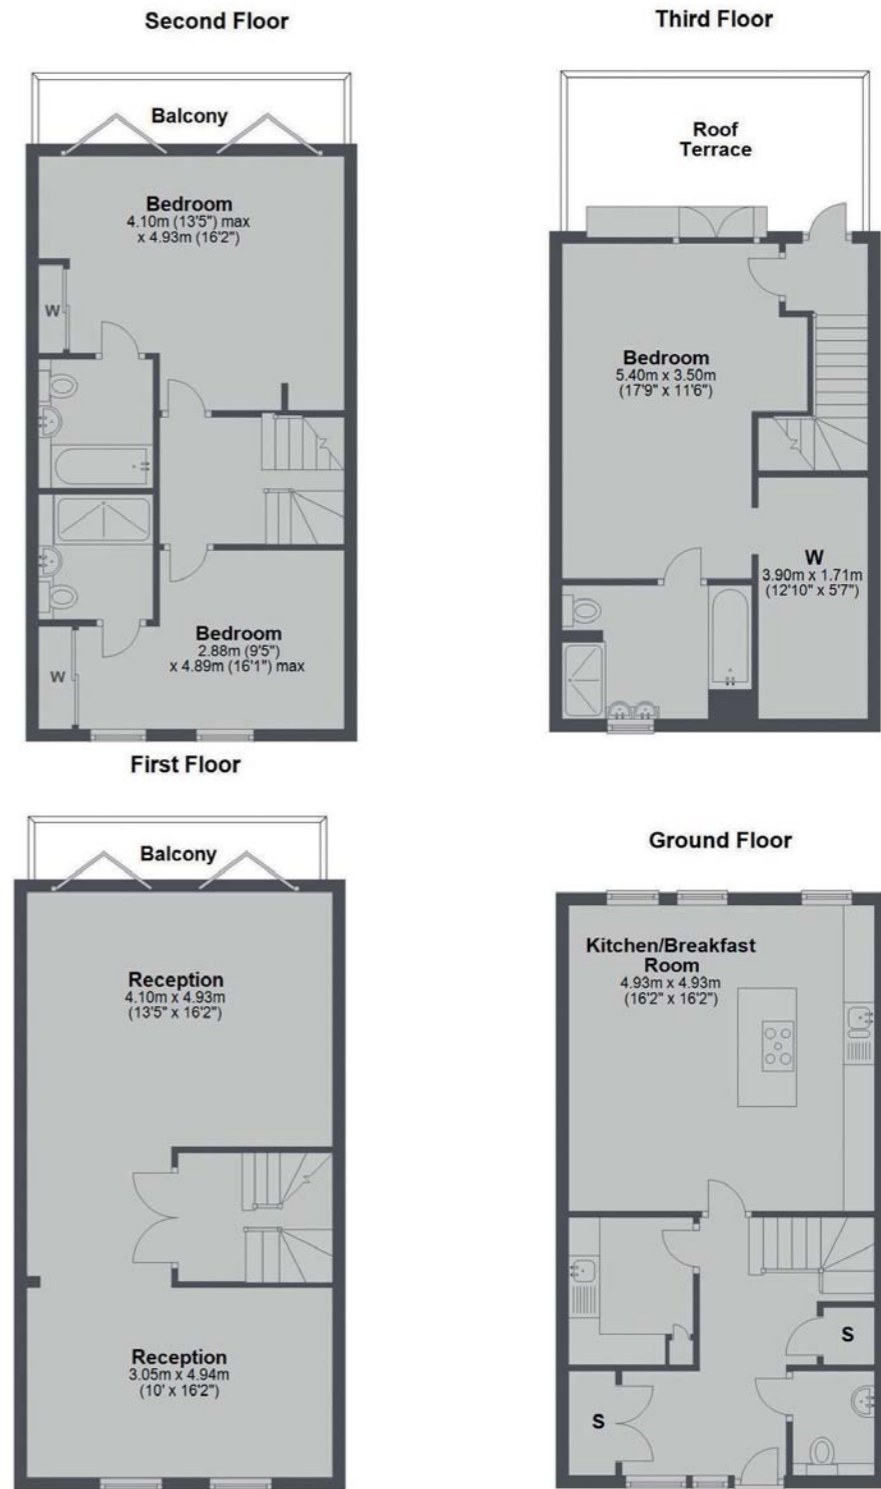 Second Floor
Balcony
Bedroom
4.10m (13'5") max
x 4.93m (16'2")
W
Bedroom
2.88m (9'5")
x 4.89m (16'1") max
W
Third Floor
Roof
Terrace
Bedroom
5.40m x 3.50m
(17'9" x 11'6")
W
3.90m x 1.71m
(12'10" x 5'7")
First Floor
Balcony
Reception
4.10m x 4.93m
(13'5" x 16'2")
Reception
3.05m x 4.94m
(10' x 16'2")
Ground Floor
Kitchen/Breakfast
Room
4.93m x 4.93m
(16'2" x 16'2")
S
S